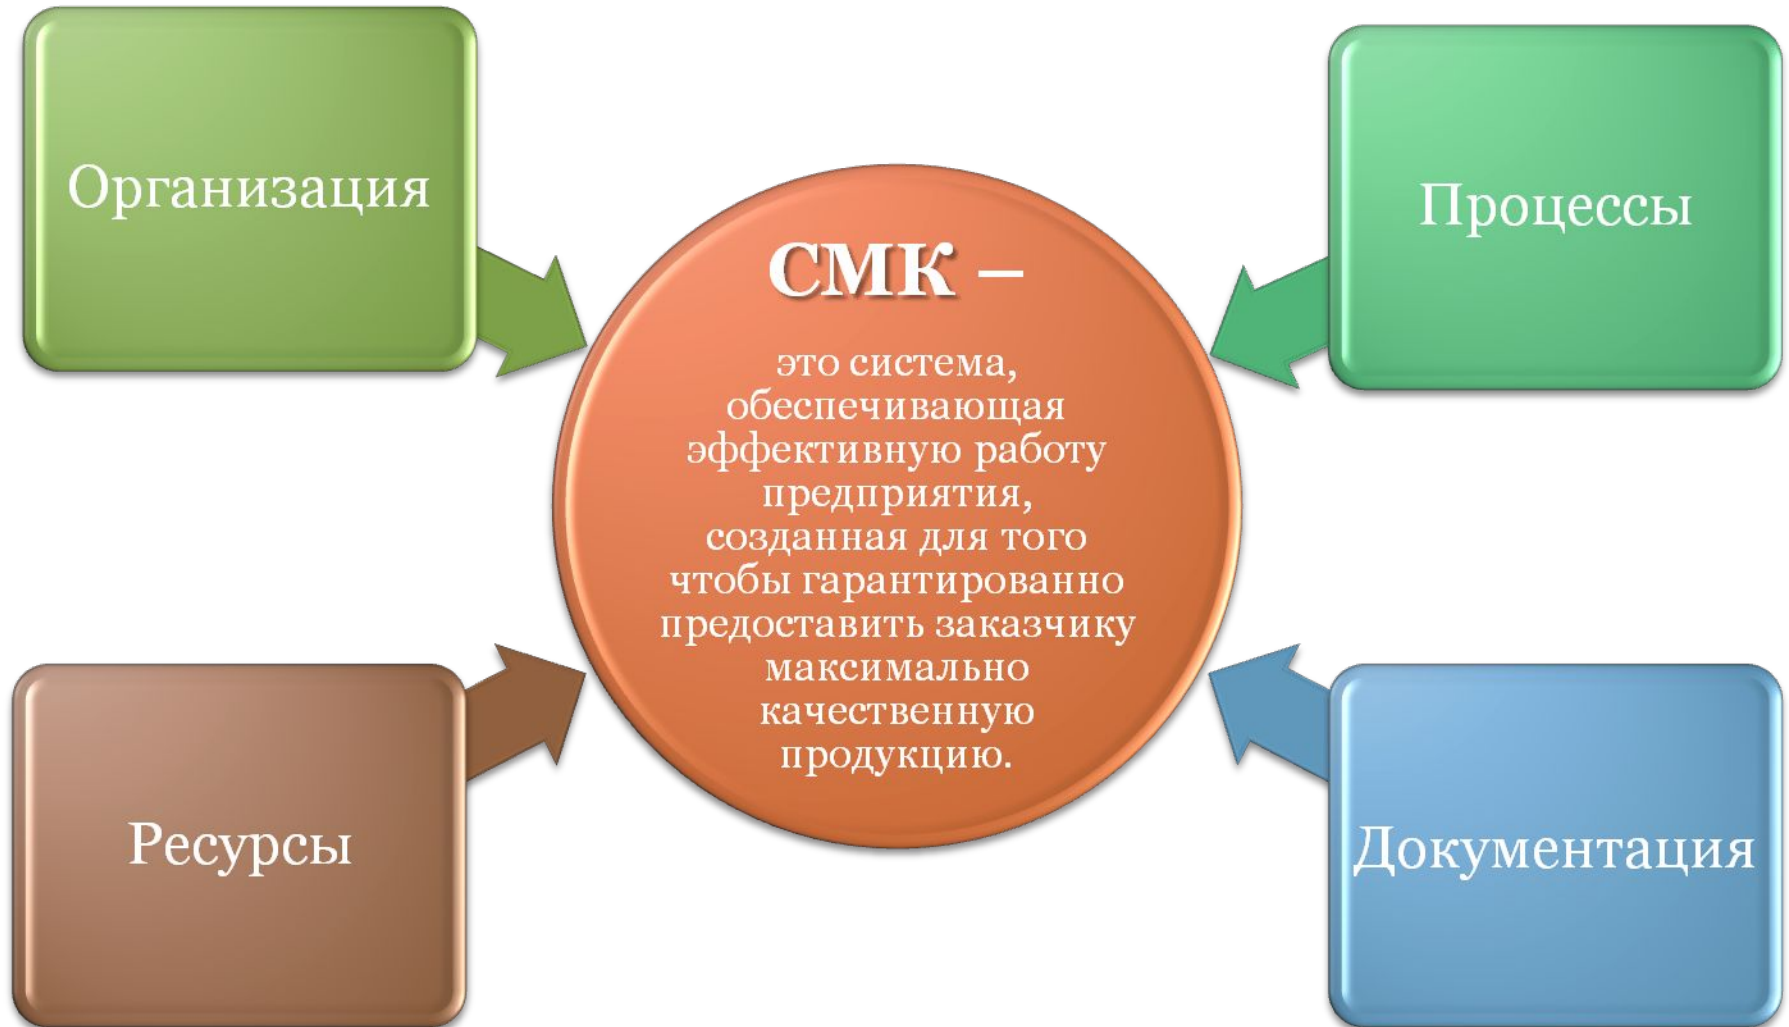 Организация
Процессы
СМК –
это система,
обеспечивающая
эффективную работу
предприятия,
созданная для того
чтобы гарантированно
предоставить заказчику
максимально
качественную
продукцию.
Ресурсы
Документация